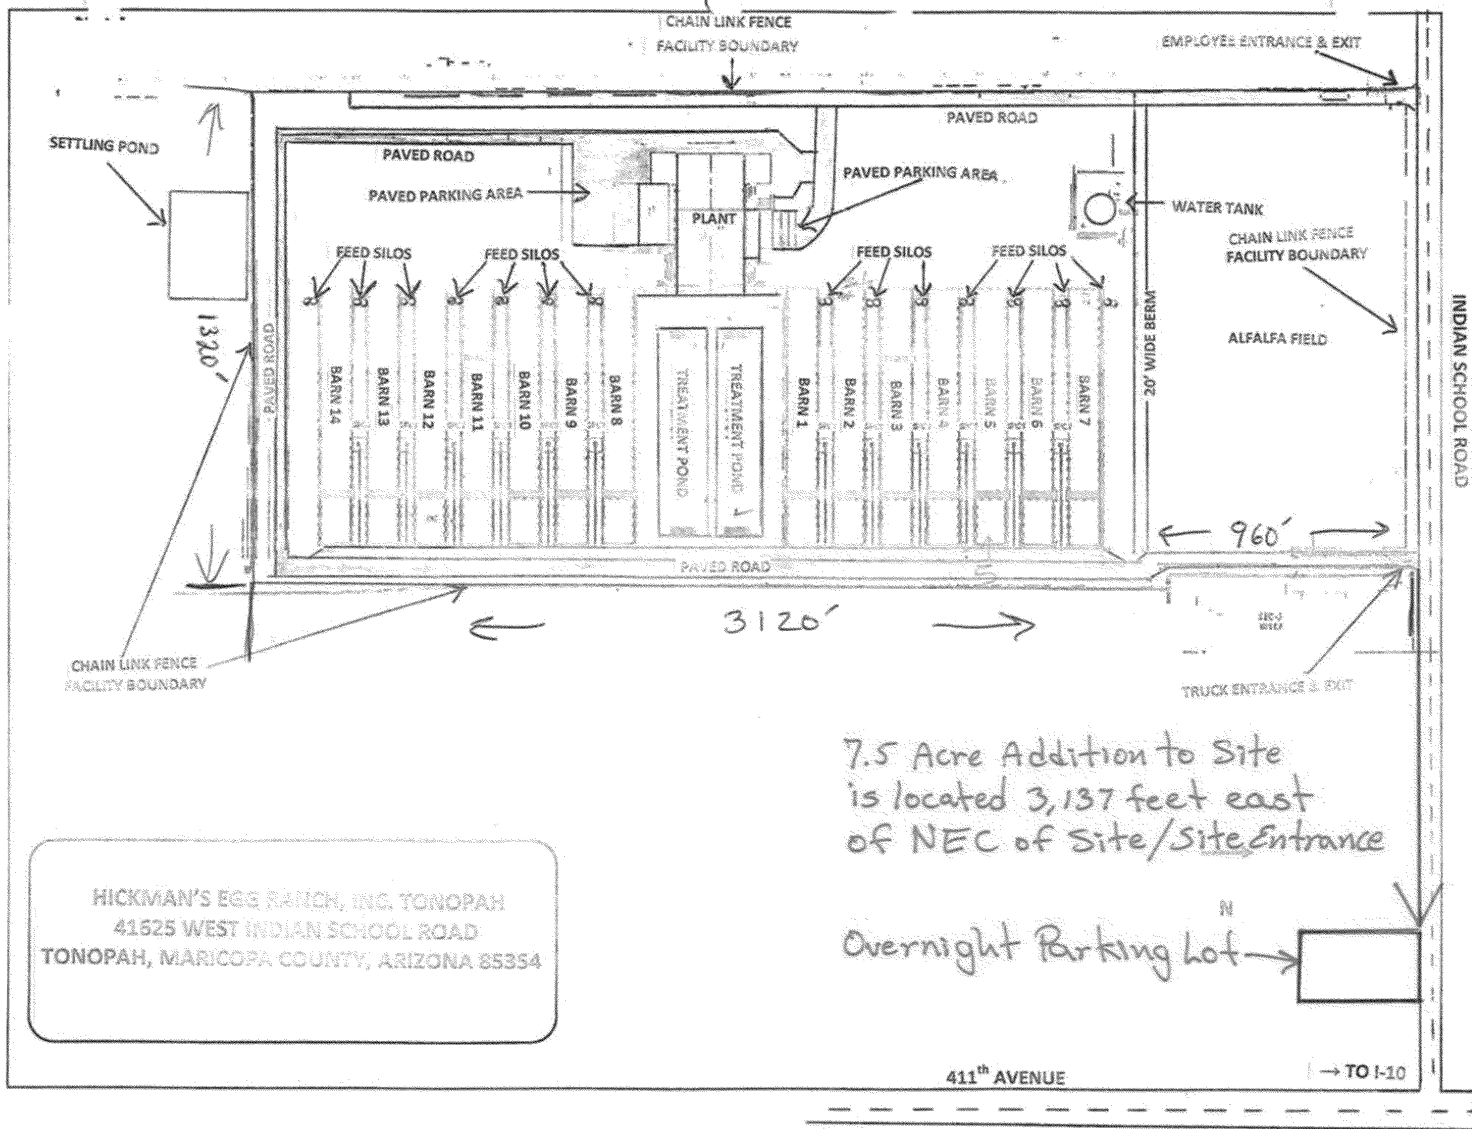 CHAIN LINK FENCE
FACILITY BOUNDARY
EMPLOYEE ENTRANCE & EXIT
PAVED ROAD
SETTLING POND
PAVED ROAD
PAVED PARKING AREA
PAVED PARKING AREA
PLANT
WATER TANK
CHAIN LINK FENCE
FACILITY BOUNDARY
FEED SILOS
FEED SILOS
FEED SILOS
FEED SILOS
1320'
PAVED ROAD
BARN 14
BARN 13
BARN 12
BARN 11
BARN 10
BARN 9
BARN 8
TREATMENT POND
TREATMENT POND
BARN 1
BARN 2
BARN 3
BARN 4
BARN 5
BARN 6
BARN 7
20' WIDE BERM
ALFALFA FIELD
INDIAN SCHOOL ROAD
960'
PAVED ROAD
3120'
CHAIN LINK FENCE
FACILITY BOUNDARY
TRUCK ENTRANCE & EXIT
7.5 Acre Addition to Site
is located 3,137 feet east
of NEC of Site/Site Entrance
N
Overnight Parking Lot
HICKMAN'S EGG RANCH, INC. TONOPAH
41625 WEST INDIAN SCHOOL ROAD
TONOPAH, MARICOPA COUNTY, ARIZONA 85354
411th AVENUE
→ TO I-10